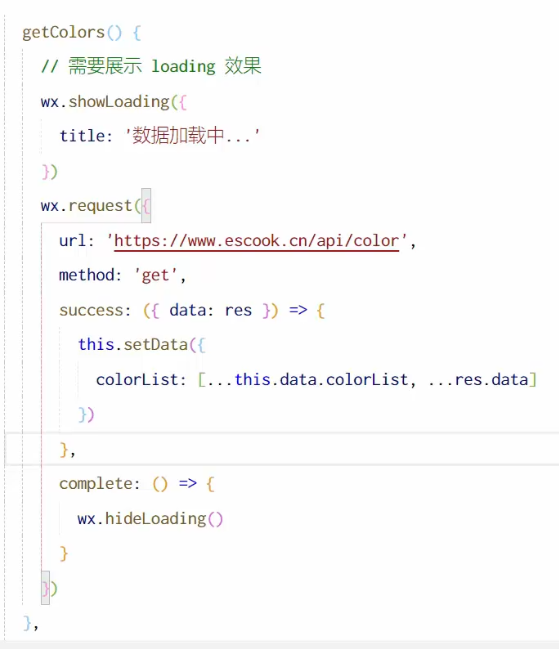 getColors() {
// 需要展示 loading 效果
wx.showLoading({
title: '数据加载中...'
})
wx.request({
url: 'https://www.escook.cn/api/color',
method: 'get',
success: ({ data: res }) => {
this.setData({
colorList: [...this.data.colorList, ...res.data]
})
},
complete: () => {
wx.hideLoading()
}
})
},